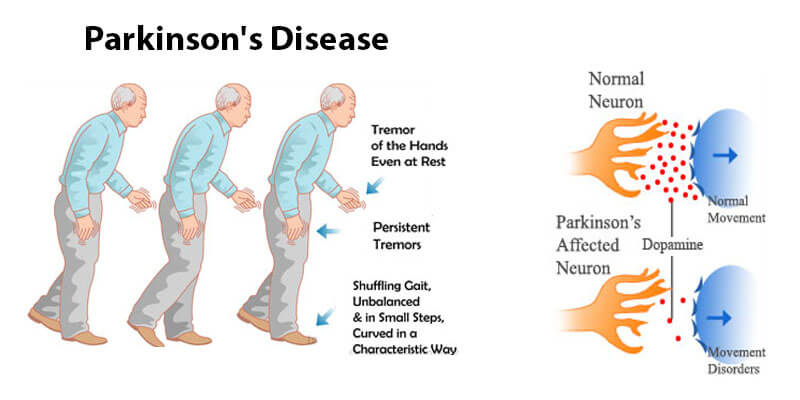 Parkinson's Disease
Tremor
of the Hands
Even at Rest
Persistent
Tremors
Shuffling Gait,
Unbalanced
& in Small Steps,
Curved in a
Characteristic Way
Normal
Neuron
Normal
Movement
Parkinson's
Affected
Neuron
Dopamine
Movement
Disorders